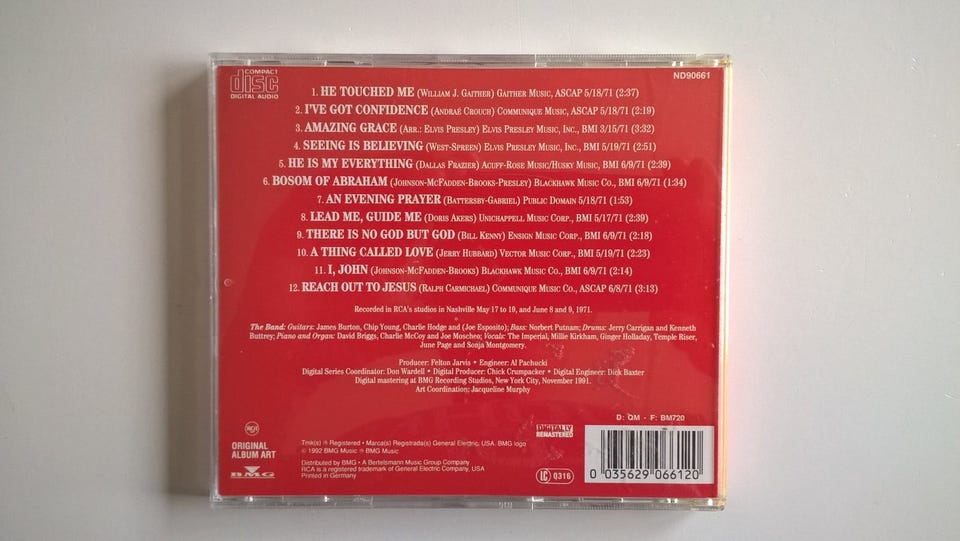 COMPACT
disc
DIGITAL AUDIO
ND90661
1. HE TOUCHED ME (William J. Gaither) Gaither Music, ASCAP 5/18/71 (2:37)
2. I'VE GOT CONFIDENCE (Andraé Crouch) Communique Music, ASCAP 5/18/71 (2:19)
3. AMAZING GRACE (Arr.: Elvis Presley) Elvis Presley Music, Inc., BMI 3/15/71 (3:32)
4. SEEING IS BELIEVING (West-Spreen) Elvis Presley Music, Inc., BMI 5/19/71 (2:51)
5. HE IS MY EVERYTHING (Dallas Frazier) Acuff-Rose Music/Husky Music, BMI 6/9/71 (2:39)
6. BOSOM OF ABRAHAM (Johnson-McFadden-Brooks-Presley) Blackhawk Music Co., BMI 6/9/71 (1:34)
7. AN EVENING PRAYER (Battersby-Gabriel) Public Domain 5/18/71 (1:53)
8. LEAD ME, GUIDE ME (Doris Akers) Unichappell Music Corp., BMI 5/17/71 (2:39)
9. THERE IS NO GOD BUT GOD (Bill Kenny) Ensign Music Corp., BMI 6/9/71 (2:18)
10. A THING CALLED LOVE (Jerry Hubbard) Vector Music Corp., BMI 5/19/71 (2:23)
11. I, JOHN (Johnson-McFadden-Brooks) Blackhawk Music Co., BMI 6/9/71 (2:14)
12. REACH OUT TO JESUS (Ralph Carmichael) Communique Music Co., ASCAP 6/8/71 (3:13)
Recorded in RCA's studios in Nashville May 17 to 19, and June 8 and 9, 1971.
The Band: Guitars: James Burton, Chip Young, Charlie Hodge and (Joe Esposito); Bass: Norbert Putnam; Drums: Jerry Carrigan and Kenneth
Buttrey; Piano and Organ: David Briggs, Charlie McCoy and Joe Moscheo; Vocals: The Imperial, Millie Kirkham, Ginger Holladay, Temple Riser,
June Page and Sonja Montgomery.
Producer: Felton Jarvis • Engineer: Al Pachucki
Digital Series Coordinator: Don Wardell • Digital Producer: Chick Crumpacker • Digital Engineer: Dick Baxter
Digital mastering at BMG Recording Studios, New York City, November 1991.
Art Coordination: Jacqueline Murphy
D: QM - F: BM720
RCA
ORIGINAL
ALBUM ART
BMG
Tmk(s) ® Registered • Marca(s) Registrada(s) General Electric, USA. BMG logo
© 1992 BMG Music ® BMG Music
Distributed by BMG • A Bertelsmann Music Group Company
RCA is a registered trademark of General Electric Company, USA
Printed in Germany
DIGITALLY
REMASTERED
LC 0316
0 035629 066120